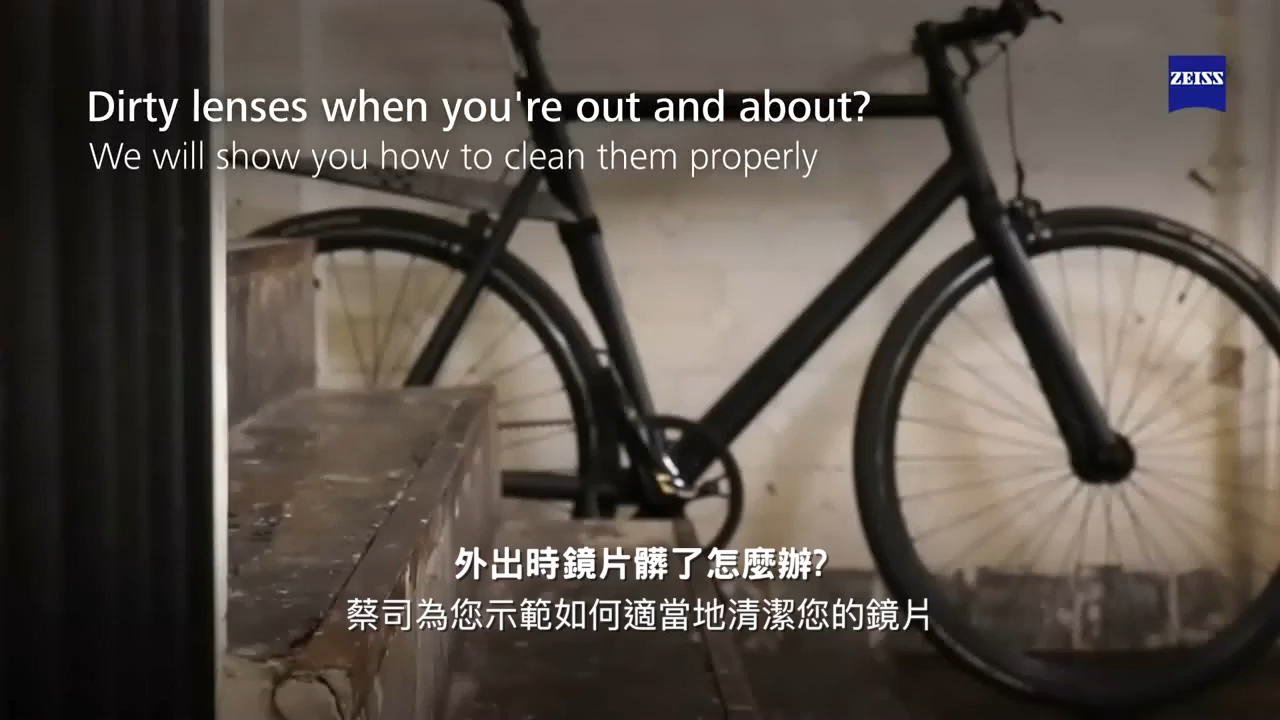 ZEISS
Dirty lenses when you're out and about?
We will show you how to clean them properly
外出時鏡片髒了怎麼辦?
蔡司為您示範如何適當地清潔您的鏡片